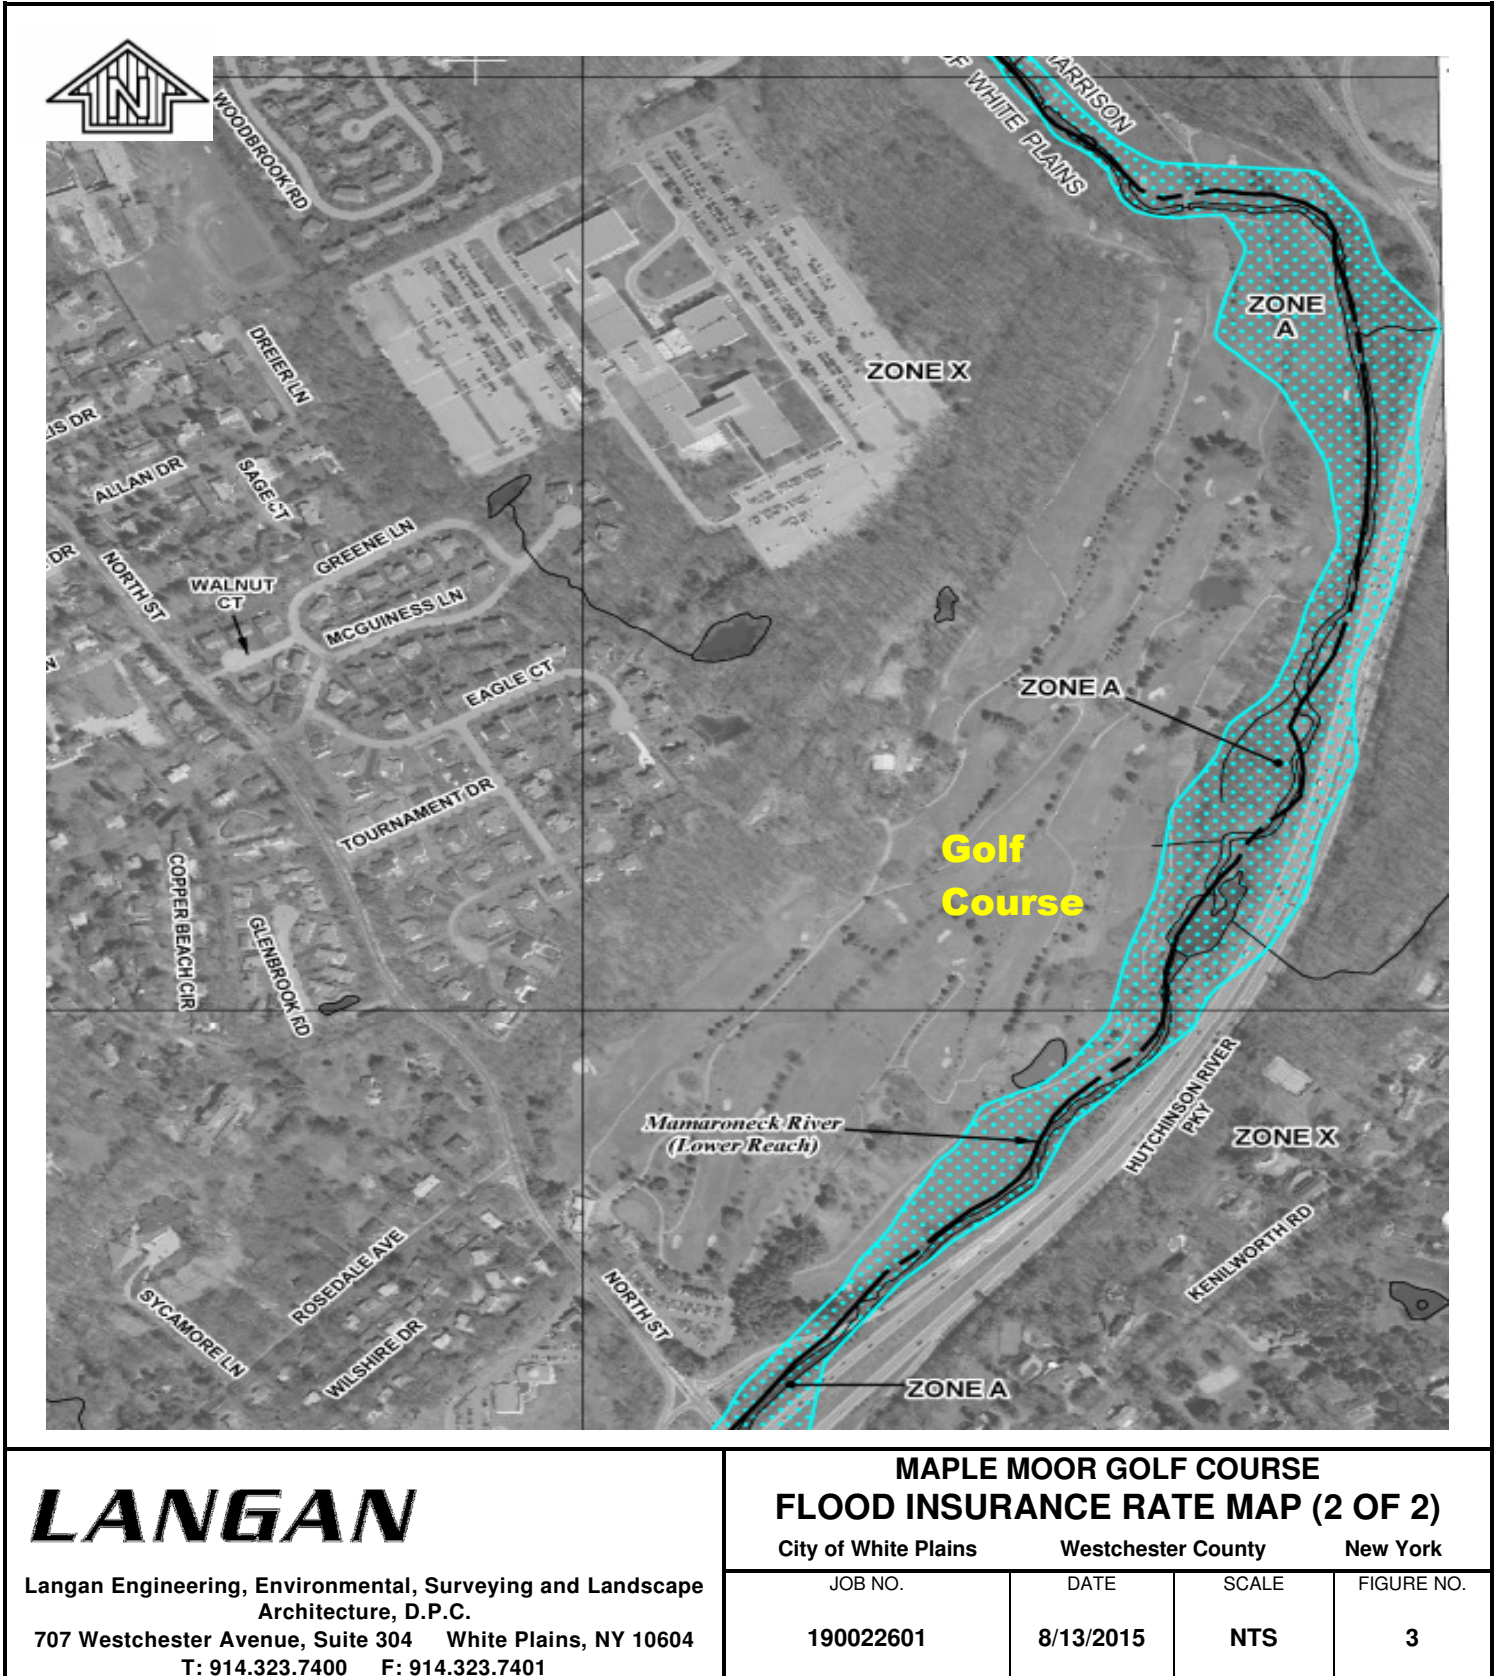 N
WOODBROOK RD
OF WHITE PLAINS
HARRISON
ZONE
A
ZONE X
DREIER LN
LIS DR
ALLAN DR
SAGE CT
DR
NORTH ST
GREENE LN
WALNUT
CT
MCGUINESS LN
N
EAGLE CT
ZONE A
TOURNAMENT DR
Golf
Course
COPPER BEACH CIR
GLENBROOK RD
Mamaroneck River
(Lower Reach)
HUTCHINSON RIVER
PKY
ZONE X
ROSEDALE AVE
KENILWORTH RD
SYCAMORE LN
WILSHIRE DR
NORTH ST
ZONE A
LANGAN
Langan Engineering, Environmental, Surveying and Landscape
Architecture, D.P.C.
707 Westchester Avenue, Suite 304 White Plains, NY 10604
T: 914.323.7400 F: 914.323.7401
MAPLE MOOR GOLF COURSE
FLOOD INSURANCE RATE MAP (2 OF 2)
City of White Plains Westchester County New York
JOB NO. DATE SCALE FIGURE NO.
190022601 8/13/2015 NTS 3